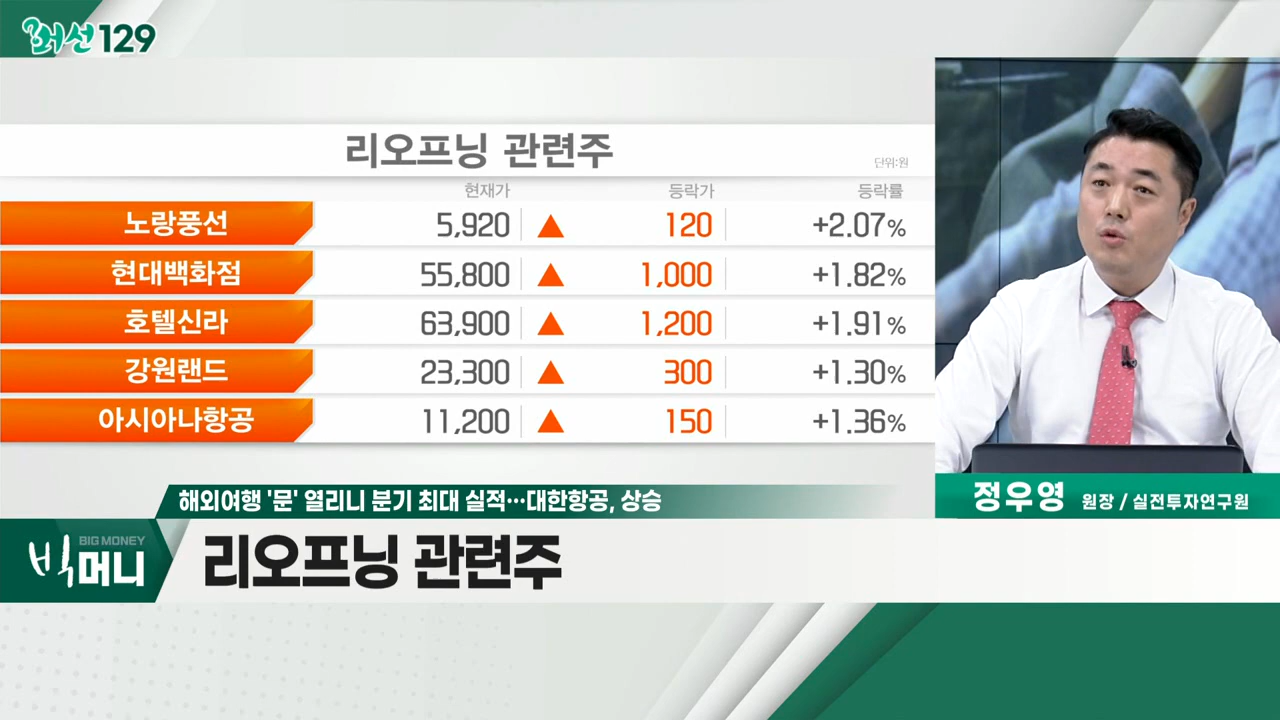 머선129
리오프닝 관련주
단위:원
현재가 등락가 등락률
노랑풍선 5,920 ▲ 120 +2.07%
현대백화점 55,800 ▲ 1,000 +1.82%
호텔신라 63,900 ▲ 1,200 +1.91%
강원랜드 23,300 ▲ 300 +1.30%
아시아나항공 11,200 ▲ 150 +1.36%
정우영 원장 / 실전투자연구원
해외여행 '문' 열리니 분기 최대 실적…대한항공, 상승
BIG MONEY
빅머니
리오프닝 관련주